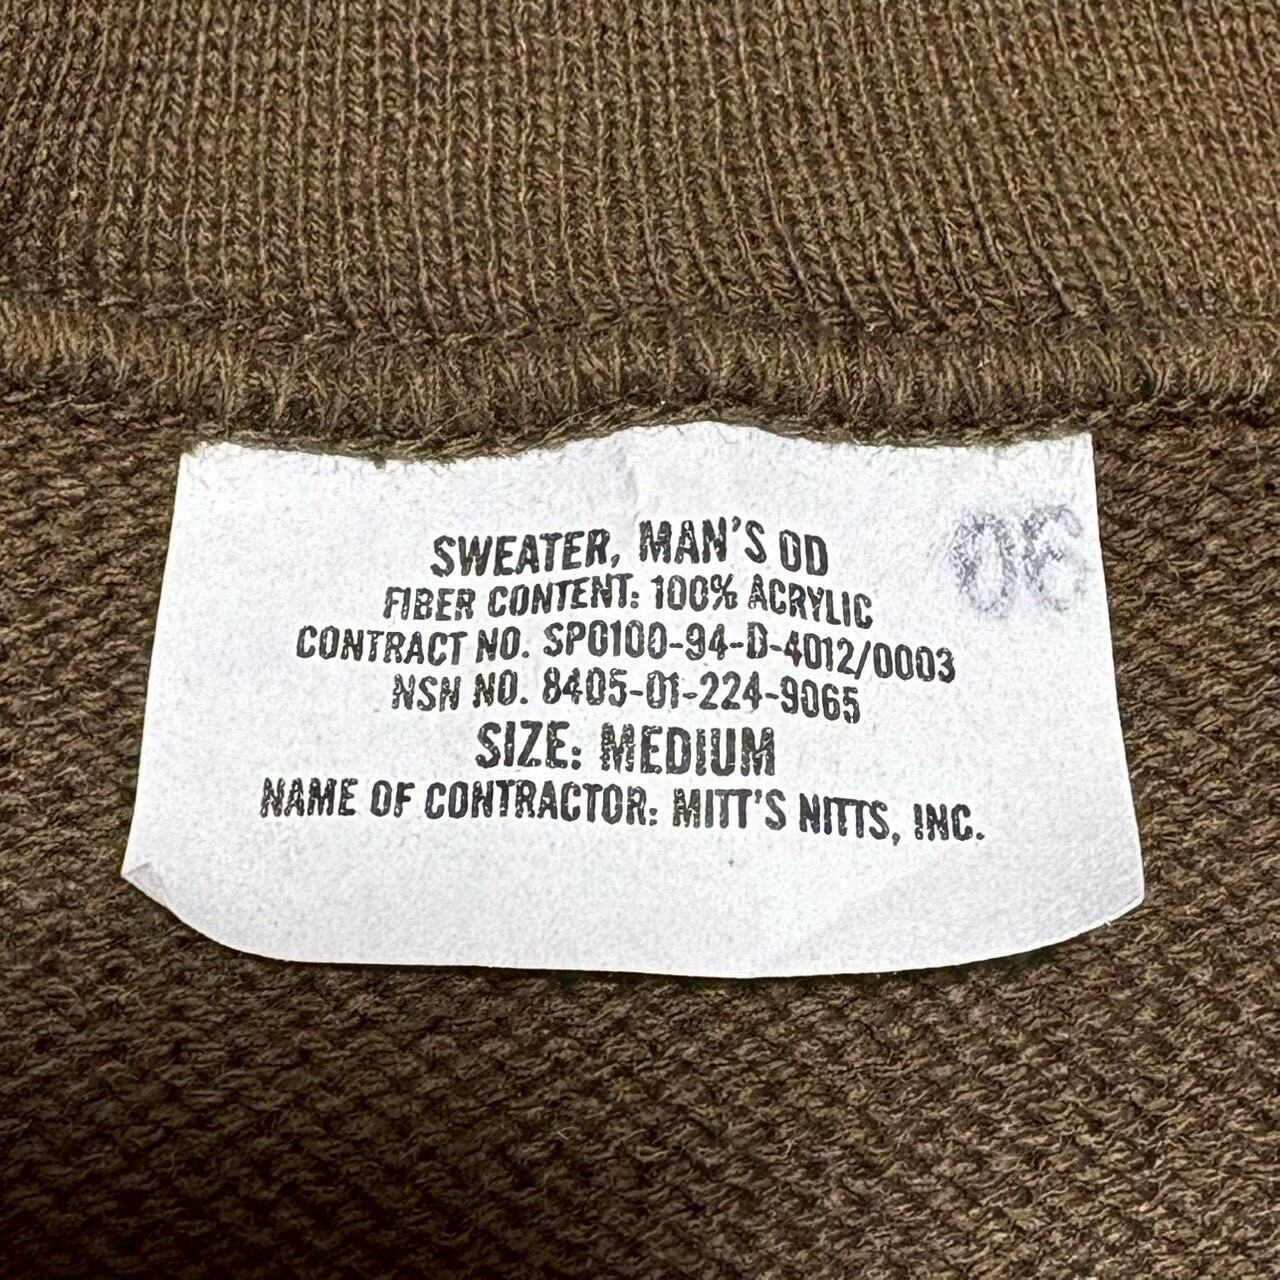 SWEATER, MAN'S OD
FIBER CONTENT: 100% ACRYLIC
CONTRACT NO. SP0100-94-D-4012/0003
NSN NO. 8405-01-224-9065
SIZE: MEDIUM
NAME OF CONTRACTOR: MITT'S NITTS, INC.
06